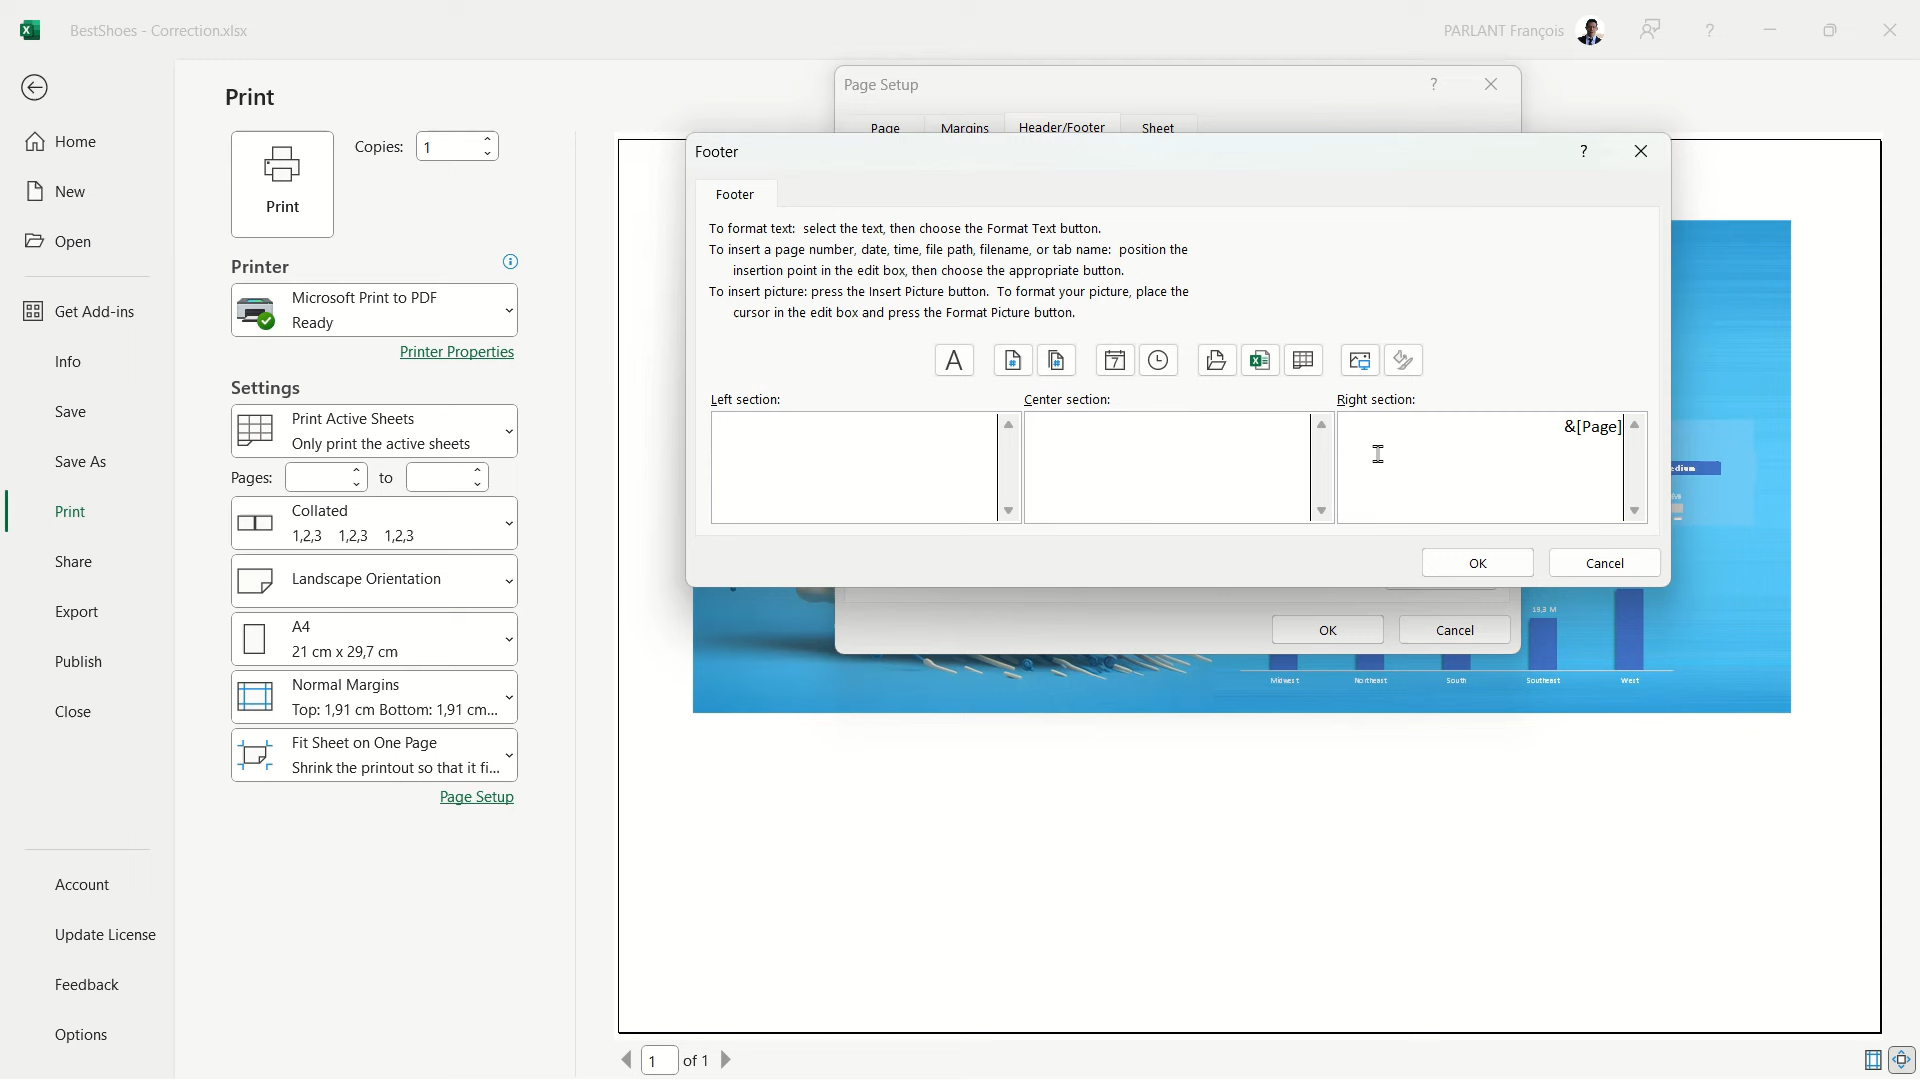 BestShoes - Correction.xlsx
PARLANT François
?
Print
Home
New
Open
Get Add-ins
Info
Save
Save As
Print
Share
Export
Publish
Close
Account
Update License
Feedback
Options
Print
Copies: 1
Printer
Microsoft Print to PDF
Ready
Printer Properties
Settings
Print Active Sheets
Only print the active sheets
Pages: to
Collated
1,2,3 1,2,3 1,2,3
Landscape Orientation
A4
21 cm x 29,7 cm
Normal Margins
Top: 1,91 cm Bottom: 1,91 cm...
Fit Sheet on One Page
Shrink the printout so that it fi...
Page Setup
Page Setup
?
Page Margins Header/Footer Sheet
Footer
?
Footer
To format text: select the text, then choose the Format Text button.
To insert a page number, date, time, file path, filename, or tab name: position the
insertion point in the edit box, then choose the appropriate button.
To insert picture: press the Insert Picture button. To format your picture, place the
cursor in the edit box and press the Format Picture button.
A
7
Left section: Center section: Right section:
&[Page]
OK Cancel
OK Cancel
19,3 M
Midwest Northeast South Southeast West
1 of 1